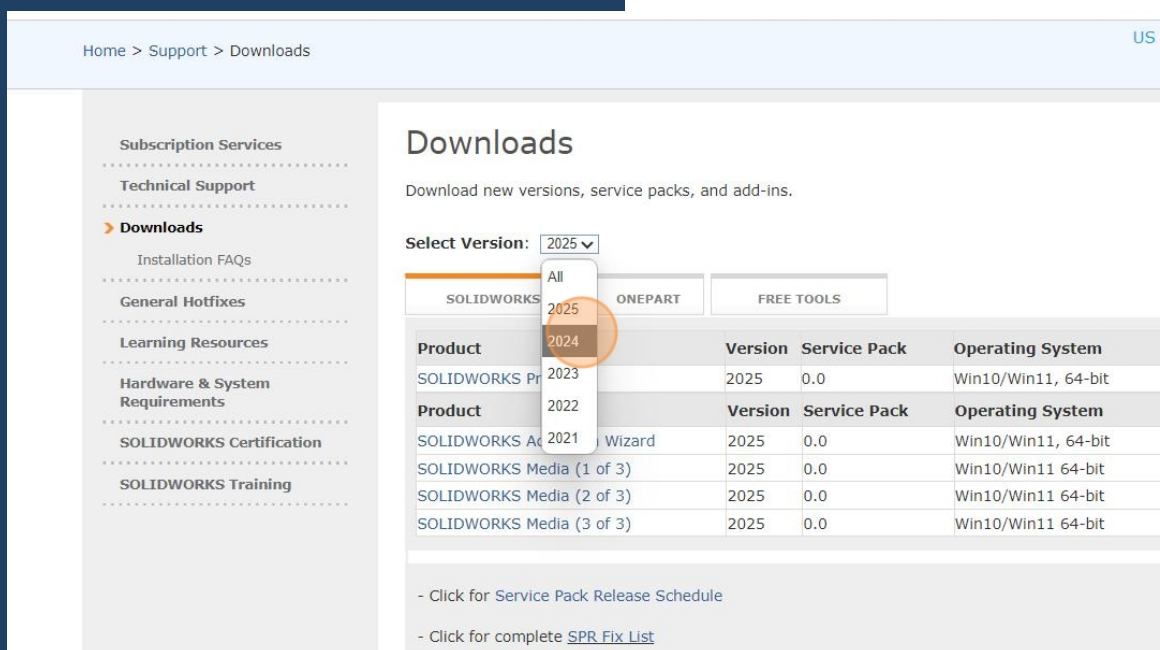 Home > Support > Downloads
US
Subscription Services
Technical Support
Downloads
Installation FAQs
General Hotfixes
Learning Resources
Hardware & System
Requirements
SOLIDWORKS Certification
SOLIDWORKS Training
Downloads
Download new versions, service packs, and add-ins.
Select Version: 2025
All
2025
2024
2023
2022
2021
SOLIDWORKS ONEPART FREE TOOLS
Product Version Service Pack Operating System
SOLIDWORKS 2025 0.0 Win10/Win11, 64-bit
Product Version Service Pack Operating System
SOLIDWORKS Wizard 2025 0.0 Win10/Win11, 64-bit
SOLIDWORKS Media (1 of 3) 2025 0.0 Win10/Win11 64-bit
SOLIDWORKS Media (2 of 3) 2025 0.0 Win10/Win11 64-bit
SOLIDWORKS Media (3 of 3) 2025 0.0 Win10/Win11 64-bit
- Click for Service Pack Release Schedule
- Click for complete SPR Fix List